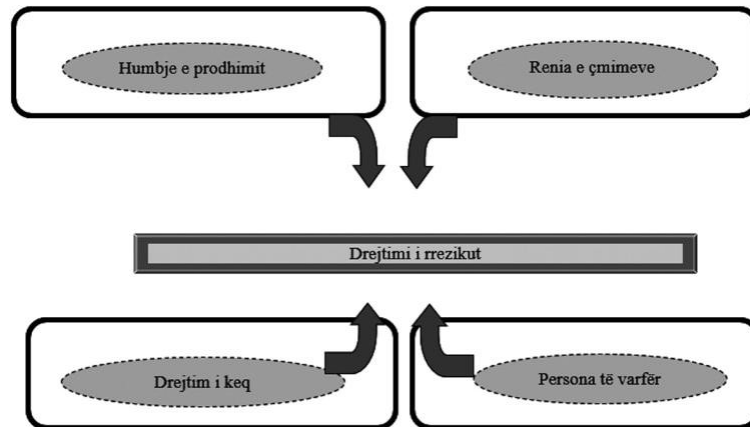 Humbje e prodhimit
Renia e çmimeve
Drejtimi i rrezikut
Drejtim i keq
Persona të varfër